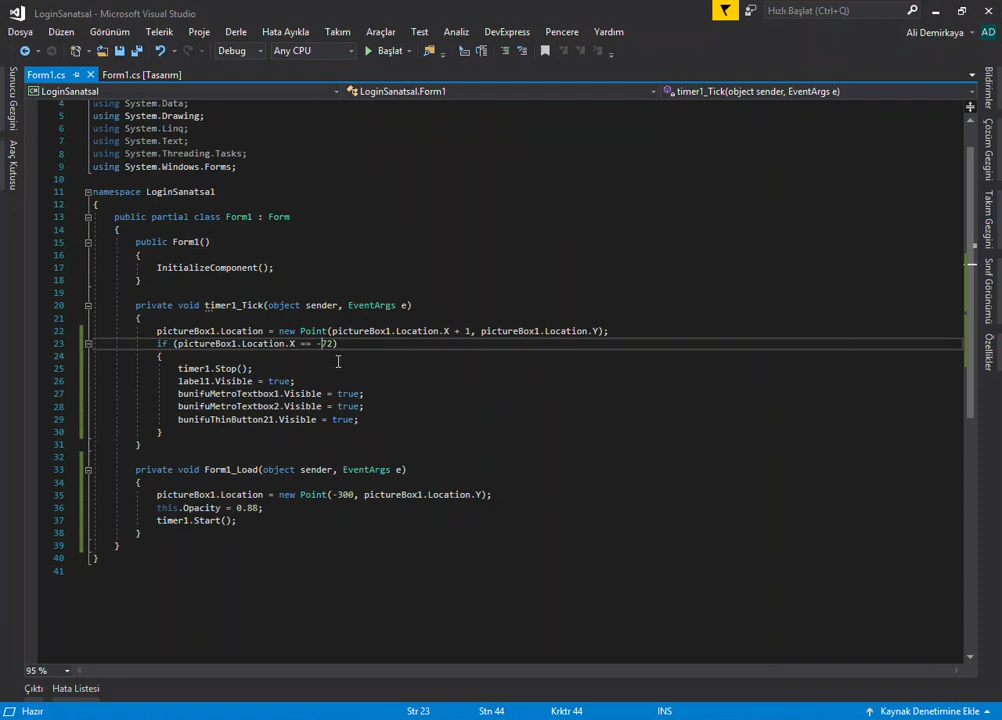 LoginSanatsal - Microsoft Visual Studio
Hızlı Başlat (Ctrl+Q)
Dosya Düzen Görünüm Telerik Proje Derle Hata Ayıkla Takım Araçlar Test Analiz DevExpress Pencere Yardım
Ali Demirkaya AD
Debug Any CPU Başlat
Form1.cs Form1.cs [Tasarım]
LoginSanatsal LoginSanatsal.Form1 timer1_Tick(object sender, EventArgs e)
Sunucu Gezgini
Araç Kutusu
4 using System.Data;
5 using System.Drawing;
6 using System.Linq;
7 using System.Text;
8 using System.Threading.Tasks;
9 using System.Windows.Forms;
10
11 namespace LoginSanatsal
12 {
13 public partial class Form1 : Form
14 {
15 public Form1()
16 {
17 InitializeComponent();
18 }
19
20 private void timer1_Tick(object sender, EventArgs e)
21 {
22 pictureBox1.Location = new Point(pictureBox1.Location.X + 1, pictureBox1.Location.Y);
23 if (pictureBox1.Location.X == -72)
24 {
25 timer1.Stop();
26 label1.Visible = true;
27 bunifuMetroTextbox1.Visible = true;
28 bunifuMetroTextbox2.Visible = true;
29 bunifuThinButton21.Visible = true;
30 }
31 }
32
33 private void Form1_Load(object sender, EventArgs e)
34 {
35 pictureBox1.Location = new Point(-300, pictureBox1.Location.Y);
36 this.Opacity = 0.88;
37 timer1.Start();
38 }
39 }
40 }
41
Bildirimler
Çözüm Gezgini
Takım Gezgini
Sınıf Görünümü
Özellikler
95 %
Çıktı Hata Listesi
Hazır Str 23 Stn 44 Krktr 44 INS Kaynak Denetimine Ekle